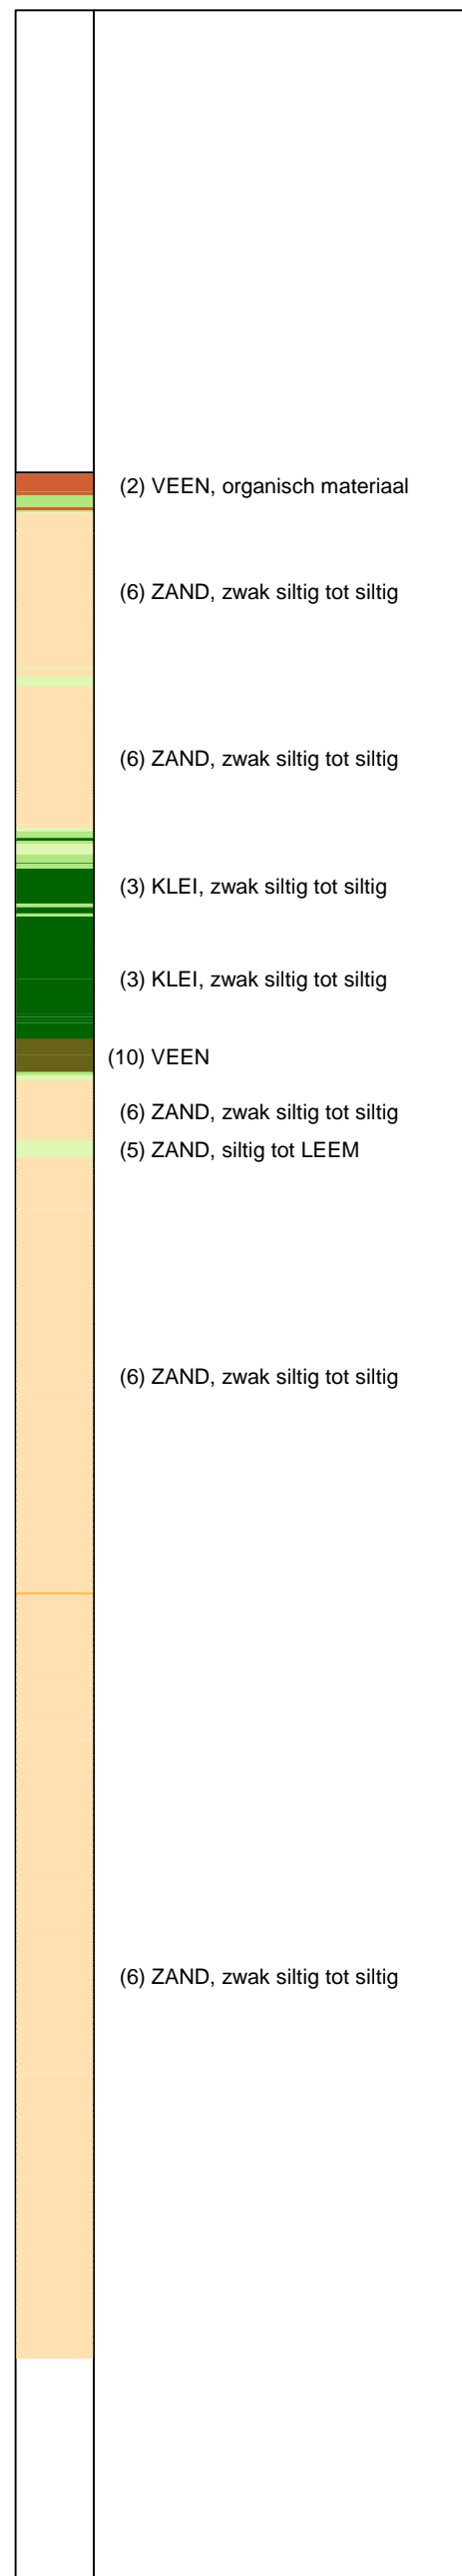 (2) VEEN, organisch materiaal
(6) ZAND, zwak siltig tot siltig
(6) ZAND, zwak siltig tot siltig
(3) KLEI, zwak siltig tot siltig
(3) KLEI, zwak siltig tot siltig
(10) VEEN
(6) ZAND, zwak siltig tot siltig
(5) ZAND, siltig tot LEEM
(6) ZAND, zwak siltig tot siltig
(6) ZAND, zwak siltig tot siltig